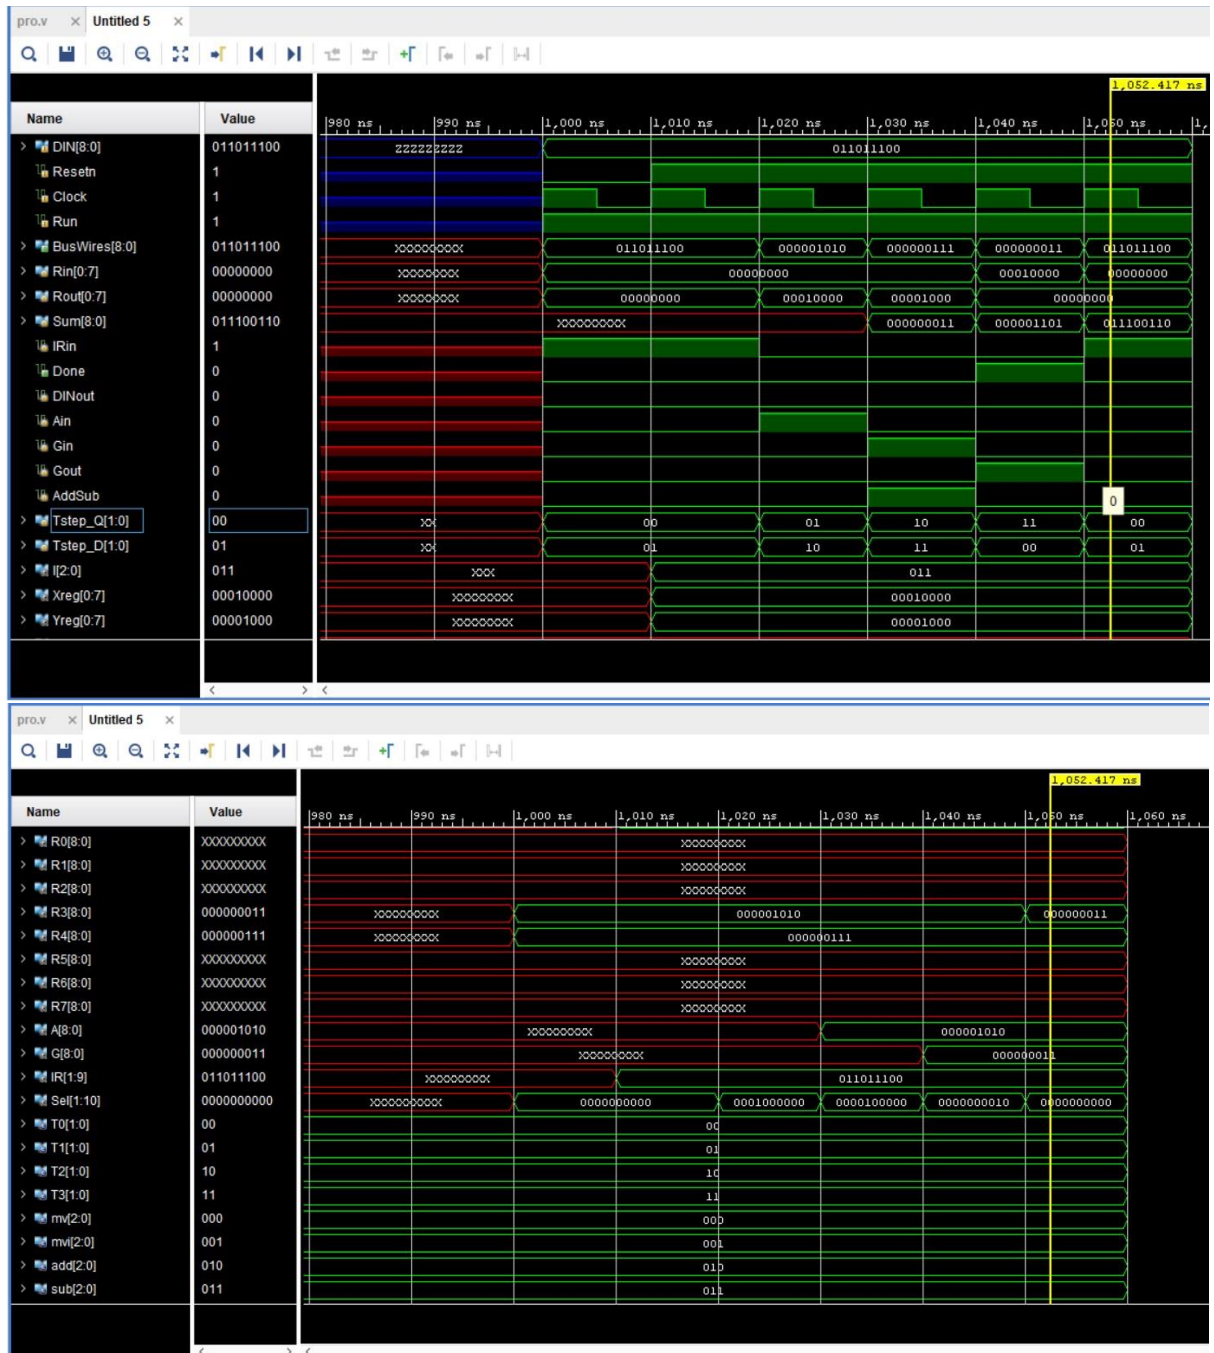 pro.v × Untitled 5 ×
1,052.417 ns
Name Value 980 ns 990 ns 1,000 ns 1,010 ns 1,020 ns 1,030 ns 1,040 ns 1,050 ns 1,
> DIN[8:0] 011011100 ZZZZZZZZZ 011011100
Resetn 1
Clock 1
Run 1
> BusWires[8:0] 011011100 XXXXXXXXX 011011100 000001010 000000111 000000011 011011100
> Rin[0:7] 00000000 XXXXXXXX 00000000 00010000 00000000
> Rout[0:7] 00000000 XXXXXXXX 00000000 00010000 00001000 00000000
> Sum[8:0] 011100110 XXXXXXXXX 000000011 000001101 011100110
IRin 1
Done 0
DINout 0
Ain 0
Gin 0
Gout 0
AddSub 0 0
> Tstep_Q[1:0] 00 XX 00 01 10 11 00
> Tstep_D[1:0] 01 XX 01 10 11 00 01
> I[2:0] 011 XXX 011
> Xreg[0:7] 00010000 XXXXXXXX 00010000
> Yreg[0:7] 00001000 XXXXXXXX 00001000
pro.v × Untitled 5 ×
1,052.417 ns
Name Value 980 ns 990 ns 1,000 ns 1,010 ns 1,020 ns 1,030 ns 1,040 ns 1,050 ns 1,060 ns
> R0[8:0] XXXXXXXXX XXXXXXXXX
> R1[8:0] XXXXXXXXX XXXXXXXXX
> R2[8:0] XXXXXXXXX XXXXXXXXX
> R3[8:0] 000000011 XXXXXXXXX 000001010 000000011
> R4[8:0] 000000111 XXXXXXXXX 000000111
> R5[8:0] XXXXXXXXX XXXXXXXXX
> R6[8:0] XXXXXXXXX XXXXXXXXX
> R7[8:0] XXXXXXXXX XXXXXXXXX
> A[8:0] 000001010 XXXXXXXXX 000001010
> G[8:0] 000000011 XXXXXXXXX 000000011
> IR[1:9] 011011100 XXXXXXXXX 011011100
> Sel[1:10] 0000000000 XXXXXXXXXX 0000000000 0001000000 0000100000 0000000010 0000000000
> T0[1:0] 00 00
> T1[1:0] 01 01
> T2[1:0] 10 10
> T3[1:0] 11 11
> mv[2:0] 000 000
> mvi[2:0] 001 001
> add[2:0] 010 010
> sub[2:0] 011 011